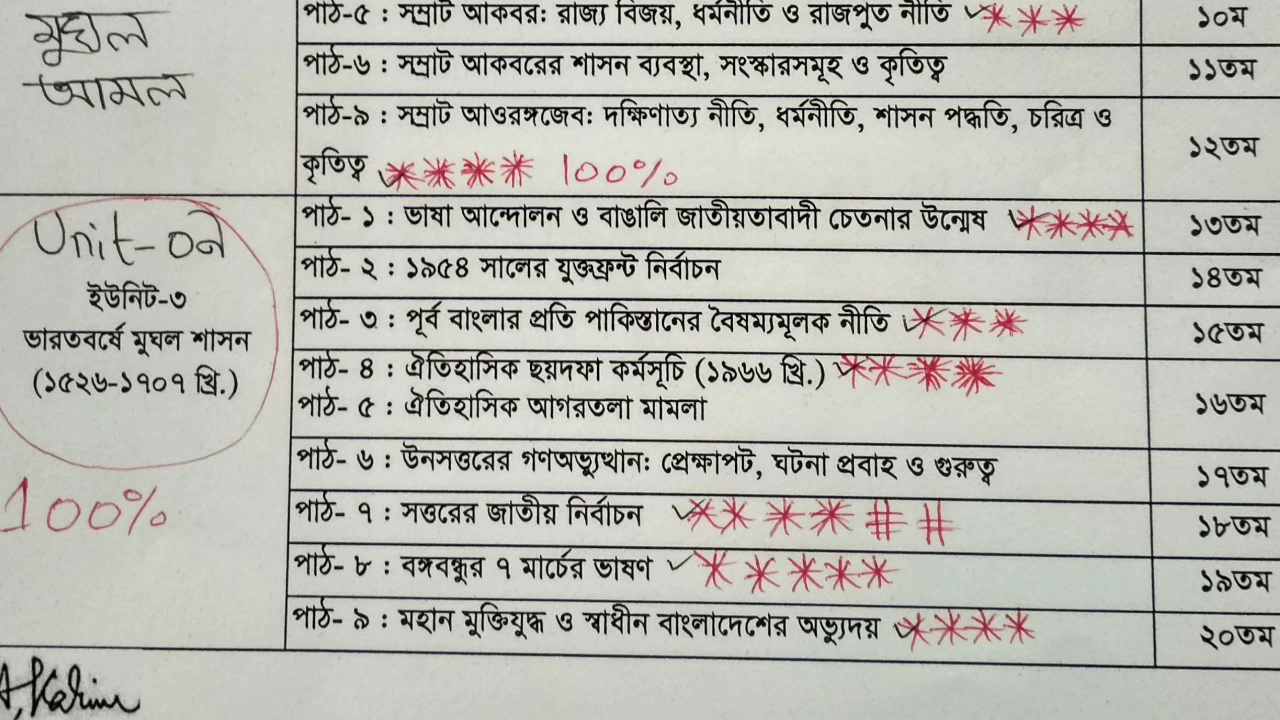 মুঘল
আমল
পাঠ-৫ : সম্রাট আকবরঃ রাজ্য বিজয়, ধর্মনীতি ও রাজপুত নীতি ১০ম
পাঠ-৬ : সম্রাট আকবরের শাসন ব্যবস্থা, সংস্কারসমূহ ও কৃতিত্ব ১১তম
পাঠ-৯ : সম্রাট আওরঙ্গজেবঃ দক্ষিণাত্য নীতি, ধর্মনীতি, শাসন পদ্ধতি, চরিত্র ও
কৃতিত্ব 100% ১২তম
Unit-
ইউনিট-৩
ভারতবর্ষে মুঘল শাসন
(১৫২৬-১৭০৭ খ্রি.)
100%
পাঠ- ১ : ভাষা আন্দোলন ও বাঙালি জাতীয়তাবাদী চেতনার উন্মেষ ১৩তম
পাঠ- ২ : ১৯৫৪ সালের যুক্তফ্রন্ট নির্বাচন ১৪তম
পাঠ- ৩ : পূর্ব বাংলার প্রতি পাকিস্তানের বৈষম্যমূলক নীতি ১৫তম
পাঠ- ৪ : ঐতিহাসিক ছয়দফা কর্মসূচি (১৯৬৬ খ্রি.)
পাঠ- ৫ : ঐতিহাসিক আগরতলা মামলা ১৬তম
পাঠ- ৬ : উনসত্তরের গণঅভ্যুত্থানঃ প্রেক্ষাপট, ঘটনা প্রবাহ ও গুরুত্ব ১৭তম
পাঠ- ৭ : সত্তরের জাতীয় নির্বাচন ১৮তম
পাঠ- ৮ : বঙ্গবন্ধুর ৭ মার্চের ভাষণ ১৯তম
পাঠ- ৯ : মহান মুক্তিযুদ্ধ ও স্বাধীন বাংলাদেশের অভ্যুদয় ২০তম
A, Karim